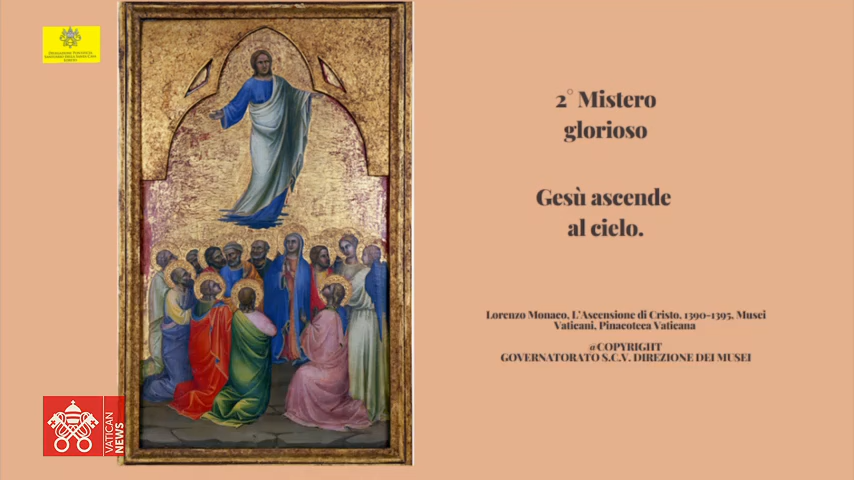 2° Mistero
glorioso
Gesù ascende
al cielo.
Lorenzo Monaco, L'Ascensione di Cristo, 1390-1395, Musei
Vaticani, Pinacoteca Vaticana
@COPYRIGHT
GOVERNATORATO S.C.V. DIREZIONE DEI MUSEI
VATICAN
NEWS